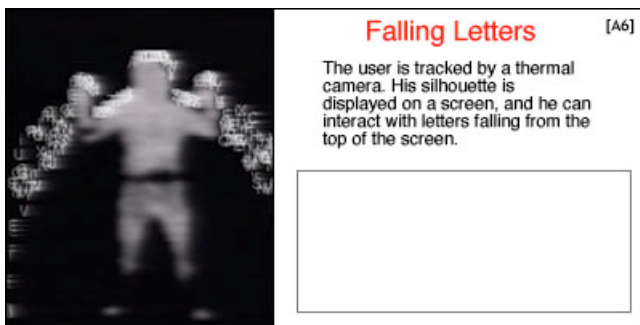 Falling Letters
[A6]
The user is tracked by a thermal
camera. His silhouette is
displayed on a screen, and he can
interact with letters falling from the
top of the screen.